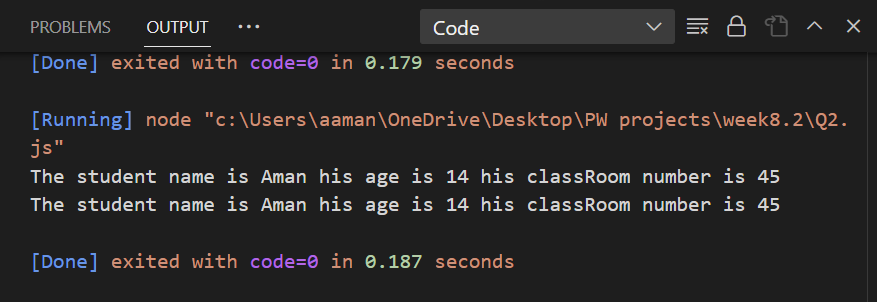 PROBLEMS OUTPUT ··· Code
[Done] exited with code=0 in 0.179 seconds
[Running] node "c:\Users\aaman\OneDrive\Desktop\PW projects\week8.2\Q2.
js"
The student name is Aman his age is 14 his classRoom number is 45
The student name is Aman his age is 14 his classRoom number is 45
[Done] exited with code=0 in 0.187 seconds